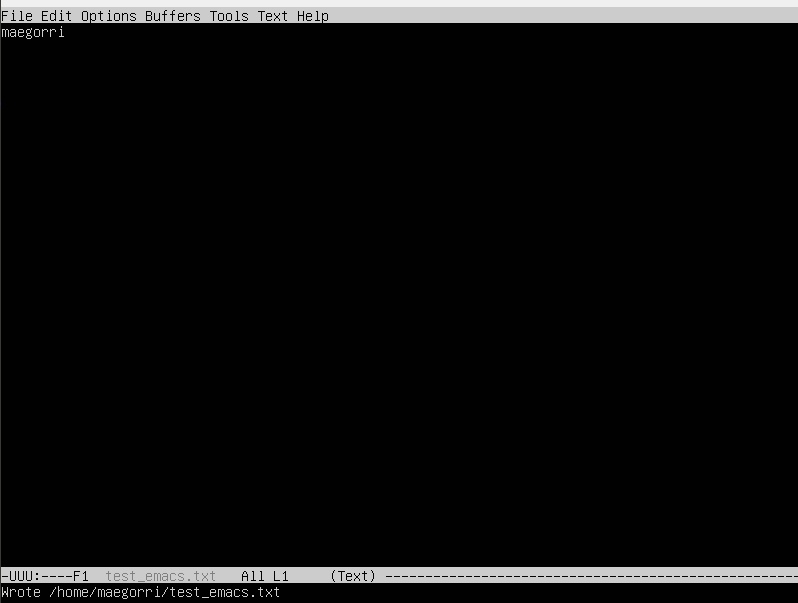 File Edit Options Buffers Tools Text Help
maegorri
-UUU:----F1  test_emacs.txt   All L1     (Text) ----------------------------------------------------
Wrote /home/maegorri/test_emacs.txt